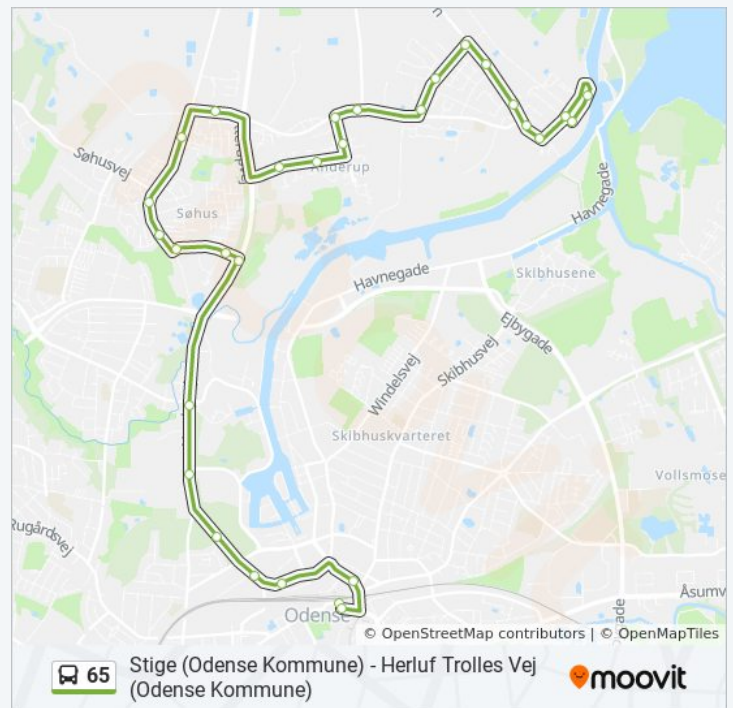 Søhusvej
Anderup
Søhus
Havnegade
Havnegade
Skibhusene
Ejbygade
Skibhusvej
Windelsvej
Skibhuskvarteret
Vollsmose
Rugårdsvej
Åsumv
Odense
© OpenStreetMap contributors | © OpenMapTiles
65
Stige (Odense Kommune) - Herluf Trolles Vej
(Odense Kommune)
moovit